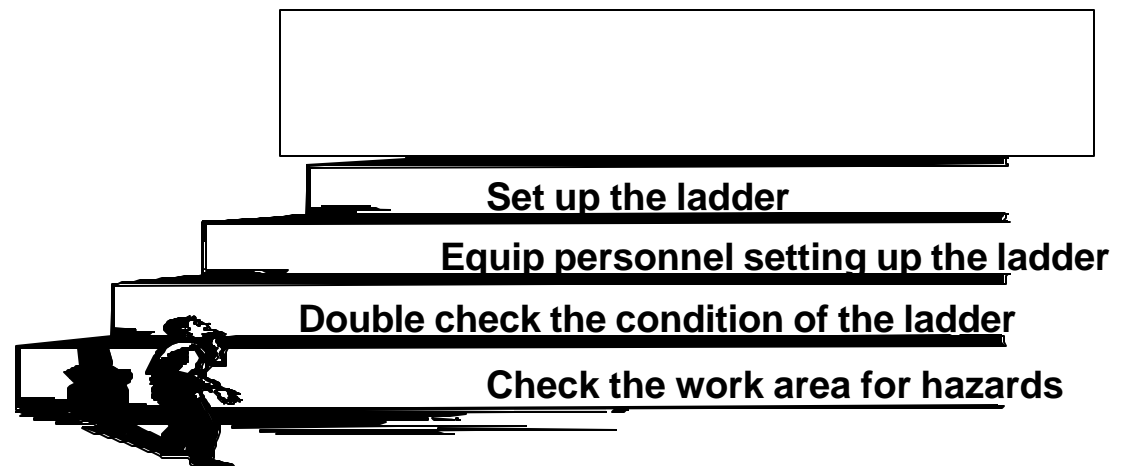 Set up the ladder
Equip personnel setting up the ladder
Double check the condition of the ladder
Check the work area for hazards